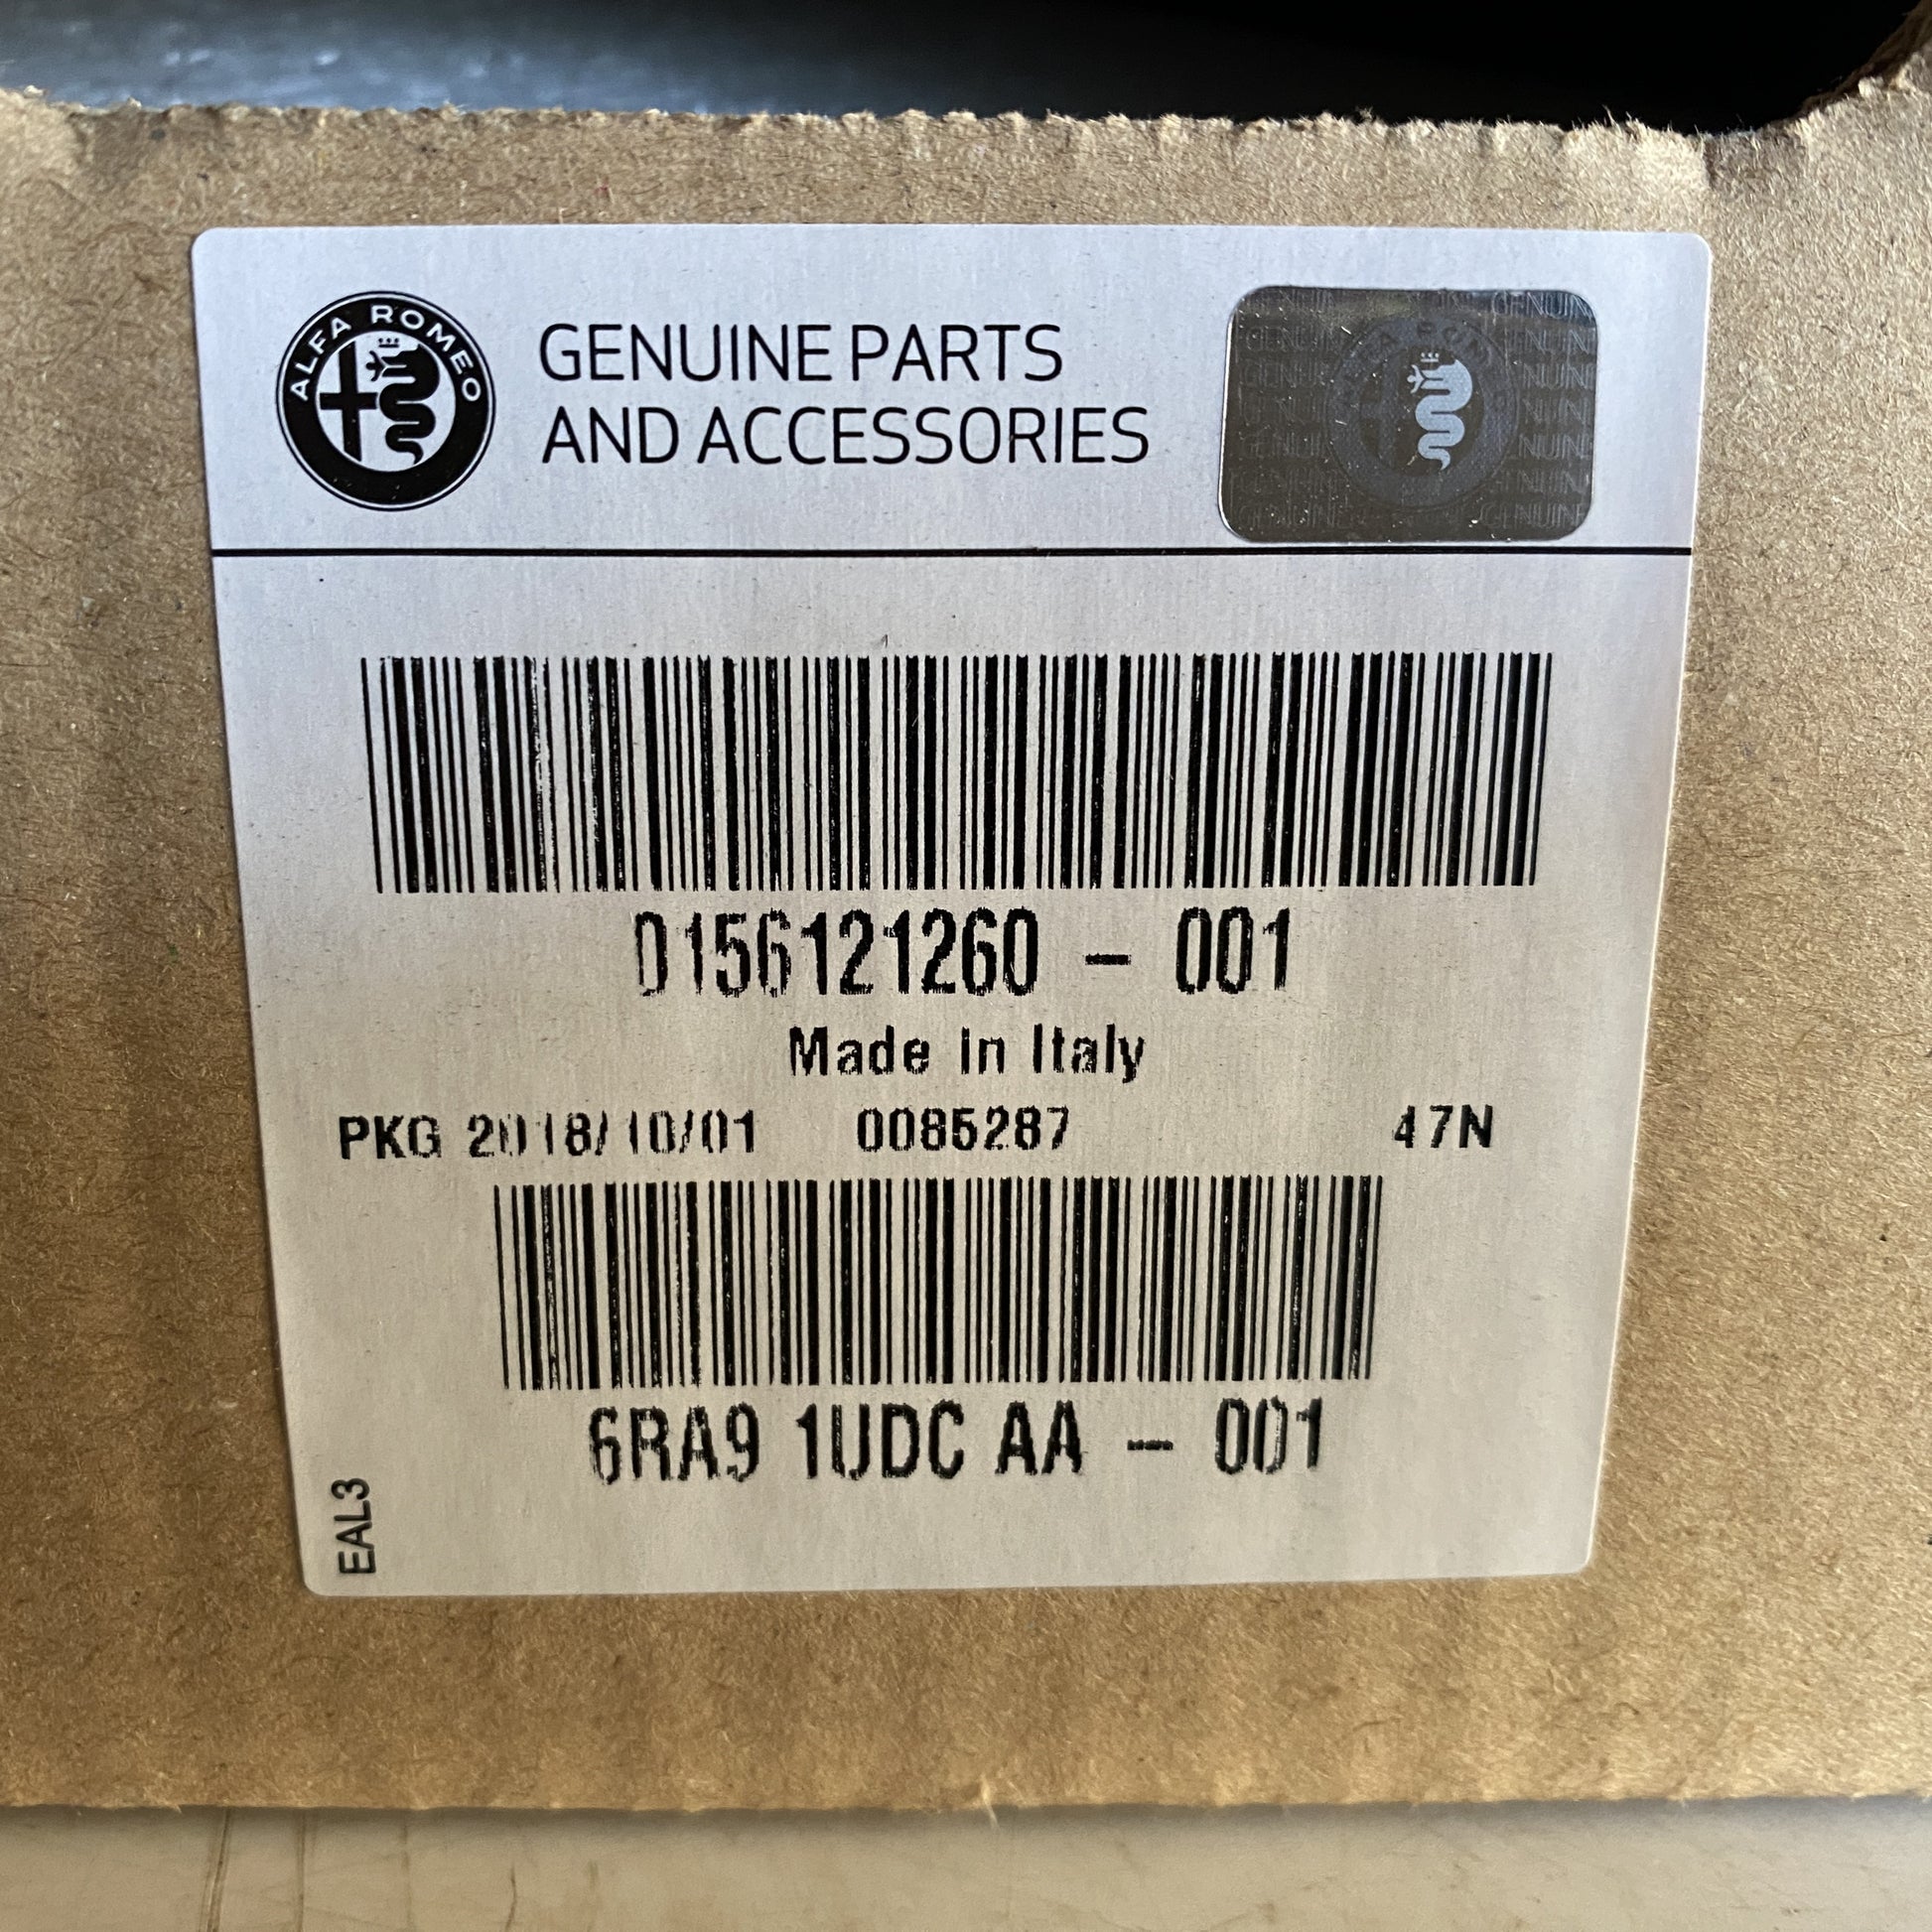 ALFA ROMEO
GENUINE PARTS
AND ACCESSORIES
0156121260 - 001
Made in Italy
PKG 2018/10/01 0085287 47N
6RA9 1UDC AA - 001
EAL3